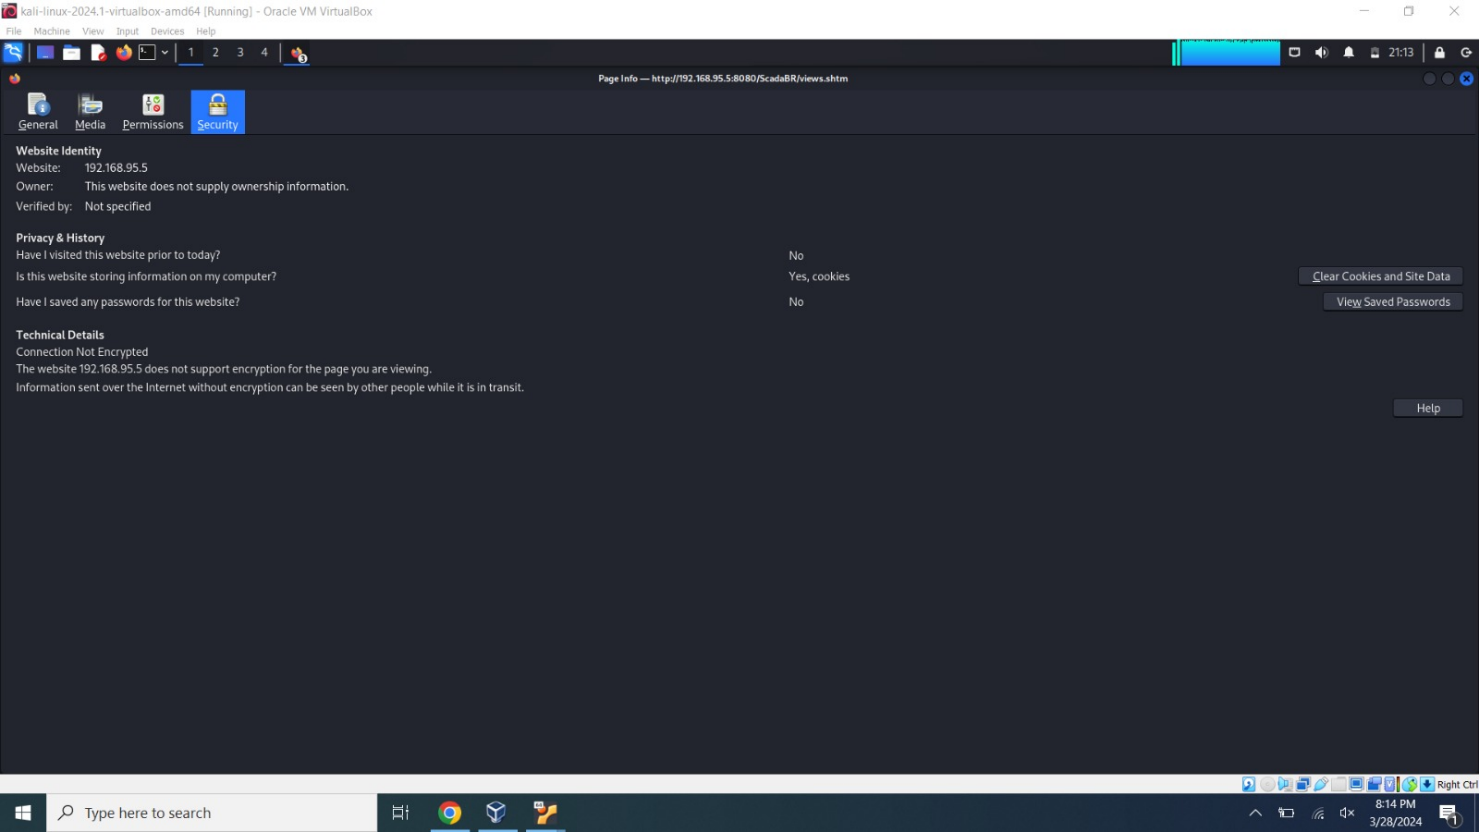 kali-linux-2024.1-virtualbox-amd64 [Running] - Oracle VM VirtualBox
File Machine View Input Devices Help
1 2 3 4
21:13
Page Info — http://192.168.95.5:8080/ScadaBR/views.shtm
General Media Permissions Security
Website Identity
Website: 192.168.95.5
Owner: This website does not supply ownership information.
Verified by: Not specified
Privacy & History
Have I visited this website prior to today? No
Is this website storing information on my computer? Yes, cookies Clear Cookies and Site Data
Have I saved any passwords for this website? No View Saved Passwords
Technical Details
Connection Not Encrypted
The website 192.168.95.5 does not support encryption for the page you are viewing.
Information sent over the Internet without encryption can be seen by other people while it is in transit.
Help
Right Ctrl
Type here to search
8:14 PM
3/28/2024
1